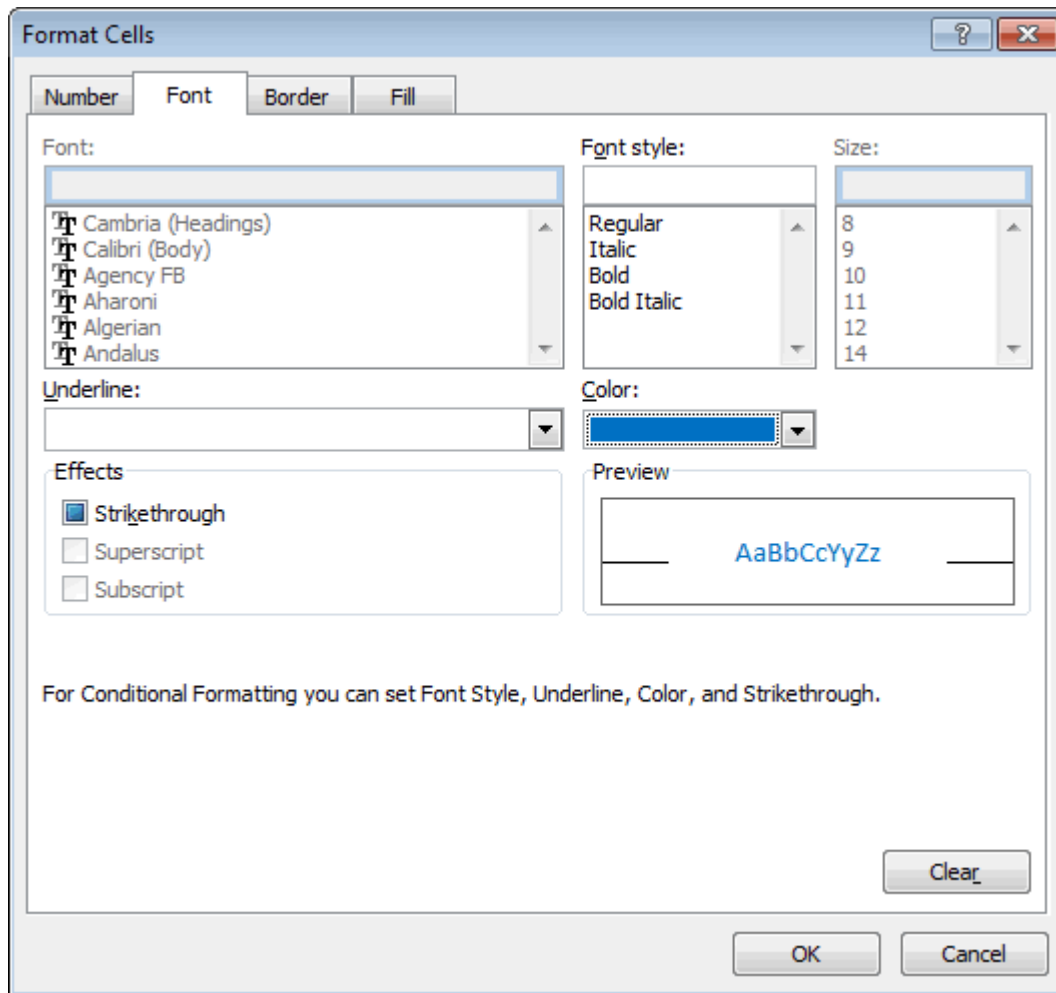 Format Cells
Number Font Border Fill
Font: Font style: Size:
Cambria (Headings) Regular 8
Calibri (Body) Italic 9
Agency FB Bold 10
Aharoni Bold Italic 11
Algerian 12
Andalus 14
Underline: Color:
Effects Preview
Strikethrough
Superscript AaBbCcYyZz
Subscript
For Conditional Formatting you can set Font Style, Underline, Color, and Strikethrough.
Clear
OK Cancel